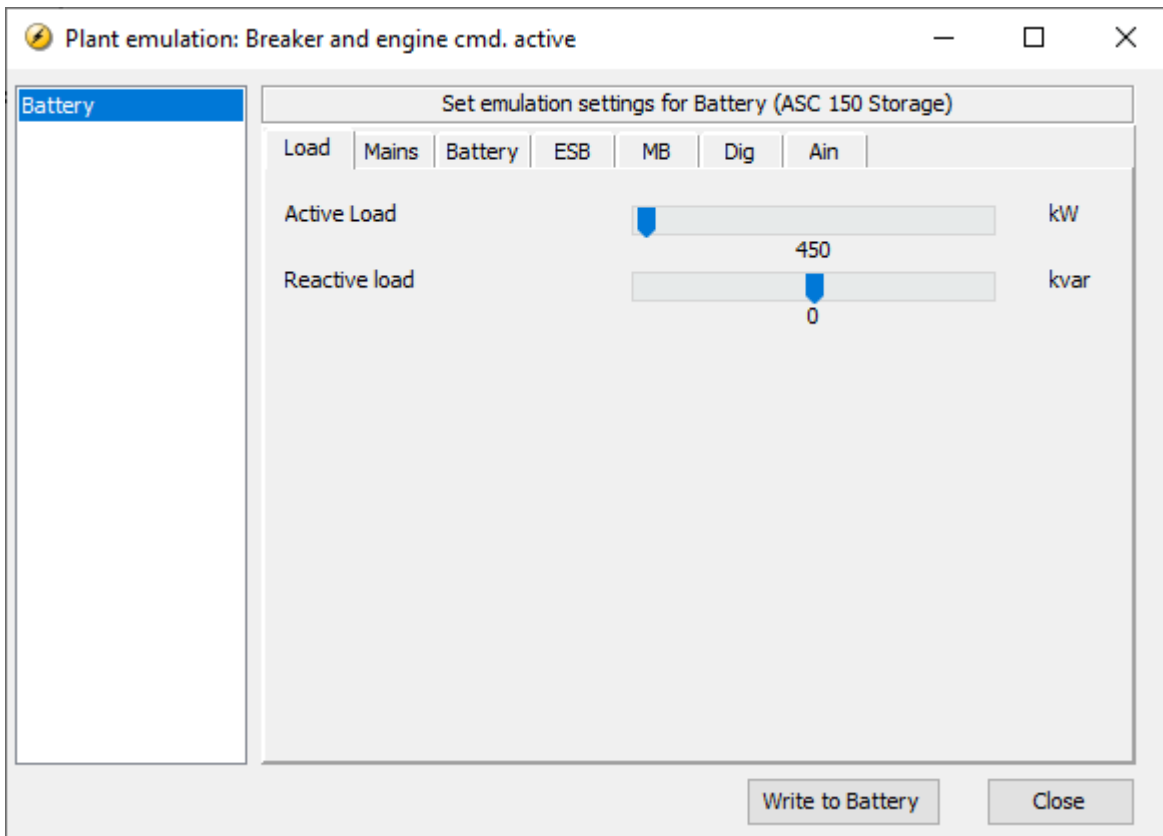 Plant emulation: Breaker and engine cmd. active
Battery
Set emulation settings for Battery (ASC 150 Storage)
Load Mains Battery ESB MB Dig Ain
Active Load kW
450
Reactive load kvar
0
Write to Battery Close